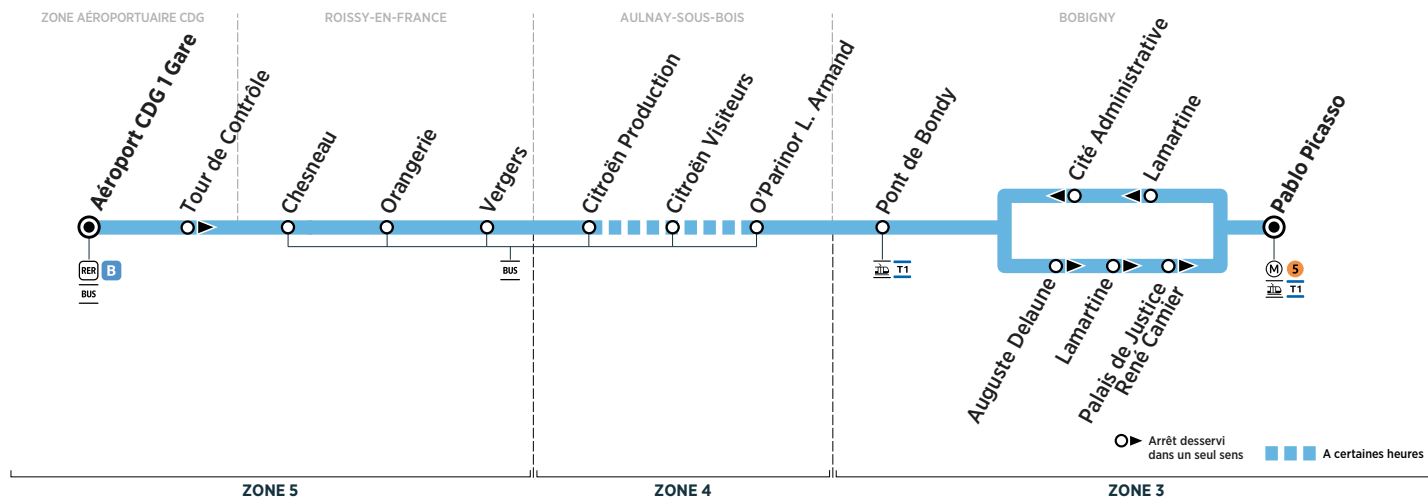 ZONE AÉROPORTUAIRE CDG
ROISSY-EN-FRANCE
AULNAY-SOUS-BOIS
BOBIGNY
Aéroport CDG 1 Gare
Tour de Contrôle
Chesneau
Orangerie
Vergers
Citroën Production
Citroën Visiteurs
O'Parinor L. Armand
Pont de Bondy
Cité Administrative
Lamartine
Pablo Picasso
RER B
BUS
BUS
T1
M 5
T1
Auguste Delaune
Lamartine
Palais de Justice
René Camier
Arrêt desservi
dans un seul sens
A certaines heures
ZONE 5
ZONE 4
ZONE 3